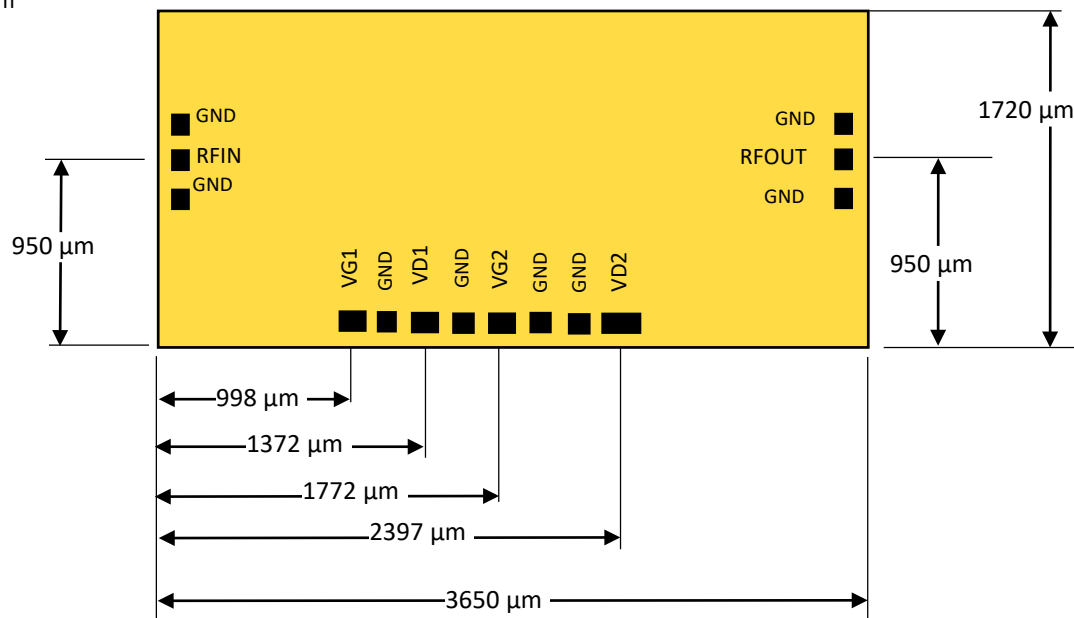 GND
GND
1720 µm
RFIN
RFOUT
GND
GND
950 µm
950 µm
VG1
GND
VD1
GND
VG2
GND
GND
VD2
998 µm
1372 µm
1772 µm
2397 µm
3650 µm